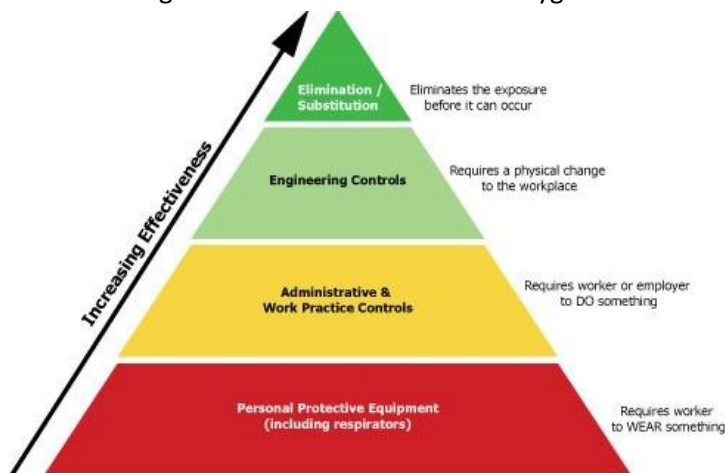 Elimination /
Substitution
Eliminates the exposure
before it can occur
Engineering Controls
Requires a physical change
to the workplace
Increasing Effectiveness
Administrative &
Work Practice Controls
Requires worker or employer
to DO something
Personal Protective Equipment
(including respirators)
Requires worker
to WEAR something